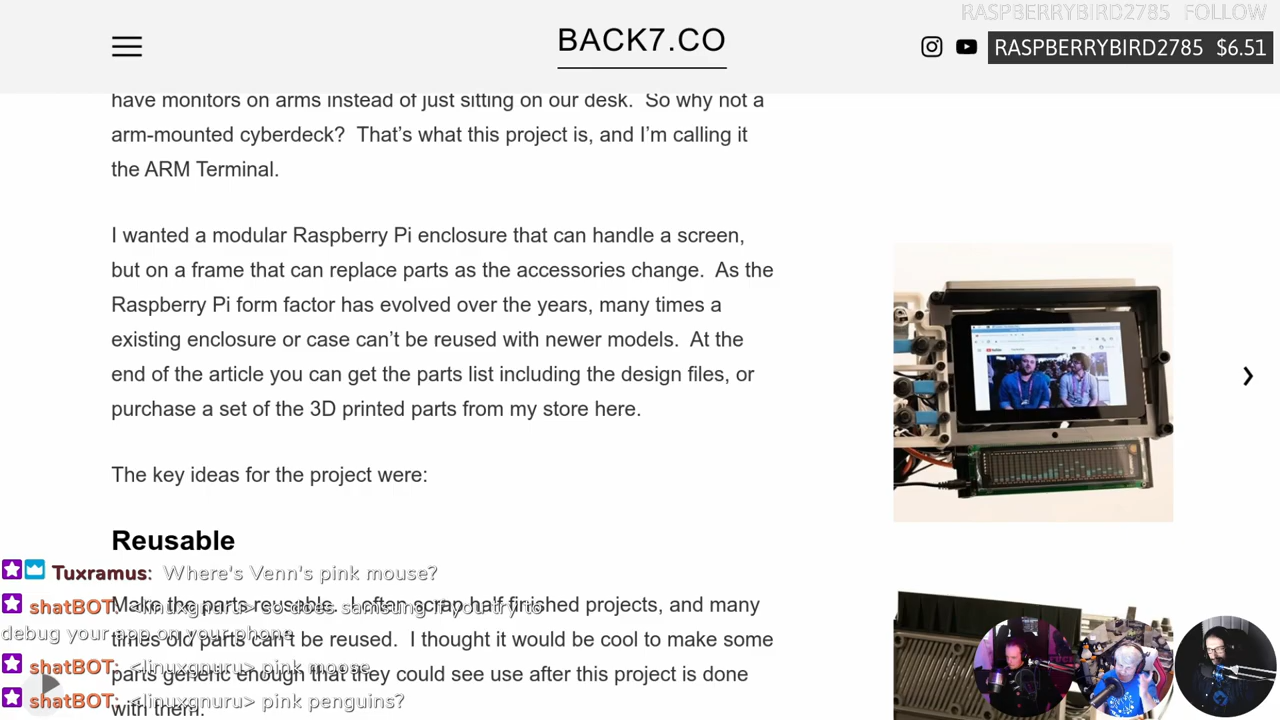 RASPBERRYBIRD2785 FOLLOW
BACK7.CO
RASPBERRYBIRD2785 $6.51
have monitors on arms instead of just sitting on our desk. So why not a
arm-mounted cyberdeck? That's what this project is, and I'm calling it
the ARM Terminal.
I wanted a modular Raspberry Pi enclosure that can handle a screen,
but on a frame that can replace parts as the accessories change. As the
Raspberry Pi form factor has evolved over the years, many times a
existing enclosure or case can't be reused with newer models. At the
end of the article you can get the parts list including the design files, or
purchase a set of the 3D printed parts from my store here.
The key ideas for the project were:
Reusable
Tuxramus: Where's Venn's pink mouse?
Make the parts reusable. I often scrap half finished projects, and many
shatBOT: <linuxgnuru> so does samsung if you try to
debug your app on your phone
times old parts can't be reused. I thought it would be cool to make some
shatBOT: <linuxgnuru> pink moose
parts generic enough that they could see use after this project is done
shatBOT: <linuxgnuru> pink penguins?
with them.